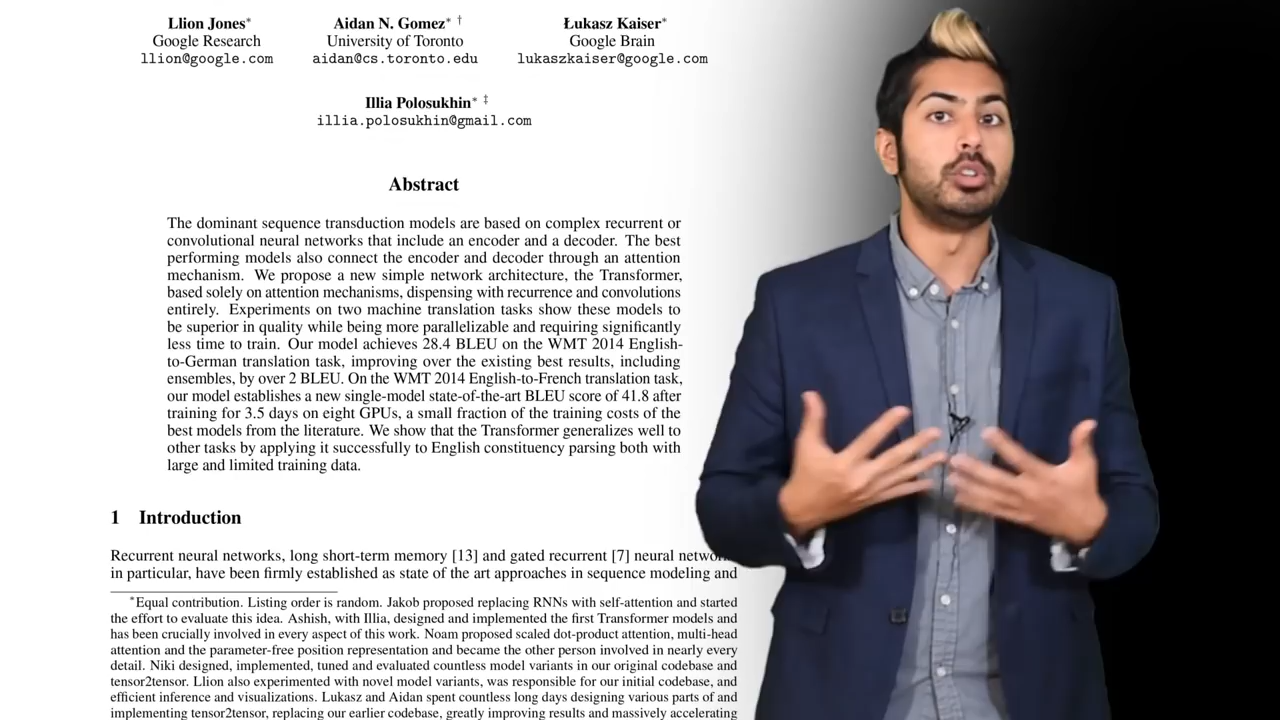 Llion Jones* Aidan N. Gomez* † Łukasz Kaiser*
Google Research University of Toronto Google Brain
llion@google.com aidan@cs.toronto.edu lukaszkaiser@google.com
Illia Polosukhin* ‡
illia.polosukhin@gmail.com
Abstract
The dominant sequence transduction models are based on complex recurrent or
convolutional neural networks that include an encoder and a decoder. The best
performing models also connect the encoder and decoder through an attention
mechanism. We propose a new simple network architecture, the Transformer,
based solely on attention mechanisms, dispensing with recurrence and convolutions
entirely. Experiments on two machine translation tasks show these models to
be superior in quality while being more parallelizable and requiring significantly
less time to train. Our model achieves 28.4 BLEU on the WMT 2014 English-
to-German translation task, improving over the existing best results, including
ensembles, by over 2 BLEU. On the WMT 2014 English-to-French translation task,
our model establishes a new single-model state-of-the-art BLEU score of 41.8 after
training for 3.5 days on eight GPUs, a small fraction of the training costs of the
best models from the literature. We show that the Transformer generalizes well to
other tasks by applying it successfully to English constituency parsing both with
large and limited training data.
1 Introduction
Recurrent neural networks, long short-term memory [13] and gated recurrent [7] neural networks
in particular, have been firmly established as state of the art approaches in sequence modeling and
*Equal contribution. Listing order is random. Jakob proposed replacing RNNs with self-attention and started
the effort to evaluate this idea. Ashish, with Illia, designed and implemented the first Transformer models and
has been crucially involved in every aspect of this work. Noam proposed scaled dot-product attention, multi-head
attention and the parameter-free position representation and became the other person involved in nearly every
detail. Niki designed, implemented, tuned and evaluated countless model variants in our original codebase and
tensor2tensor. Llion also experimented with novel model variants, was responsible for our initial codebase, and
efficient inference and visualizations. Lukasz and Aidan spent countless long days designing various parts of and
implementing tensor2tensor, replacing our earlier codebase, greatly improving results and massively accelerating